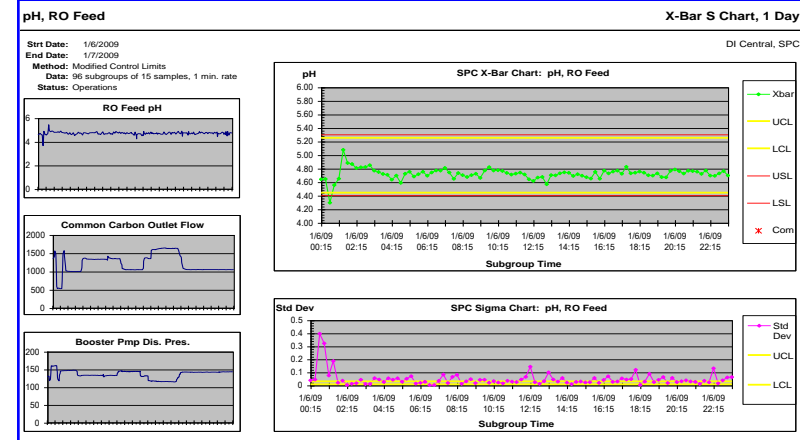 pH, RO Feed
X-Bar S Chart, 1 Day
Strt Date: 1/6/2009
End Date: 1/7/2009
Method: Modified Control Limits
Data: 96 subgroups of 15 samples, 1 min. rate
Status: Operations
DI Central, SPC
RO Feed pH
6
4
2
0
Common Carbon Outlet Flow
2000
1500
1000
500
0
Booster Pmp Dis. Pres.
200
150
100
50
0
pH
SPC X-Bar Chart: pH, RO Feed
6.00
5.80
5.60
5.40
5.20
5.00
4.80
4.60
4.40
4.20
4.00
1/6/09 1/6/09 1/6/09 1/6/09 1/6/09 1/6/09 1/6/09 1/6/09 1/6/09 1/6/09 1/6/09 1/6/09
00:15 02:15 04:15 06:15 08:15 10:15 12:15 14:15 16:15 18:15 20:15 22:15
Subgroup Time
Xbar
UCL
LCL
USL
LSL
Com
Std Dev
SPC Sigma Chart: pH, RO Feed
0.5
0.4
0.3
0.2
0.1
0
1/6/09 1/6/09 1/6/09 1/6/09 1/6/09 1/6/09 1/6/09 1/6/09 1/6/09 1/6/09 1/6/09 1/6/09
00:15 02:15 04:15 06:15 08:15 10:15 12:15 14:15 16:15 18:15 20:15 22:15
Subgroup Time
Std
Dev
UCL
LCL